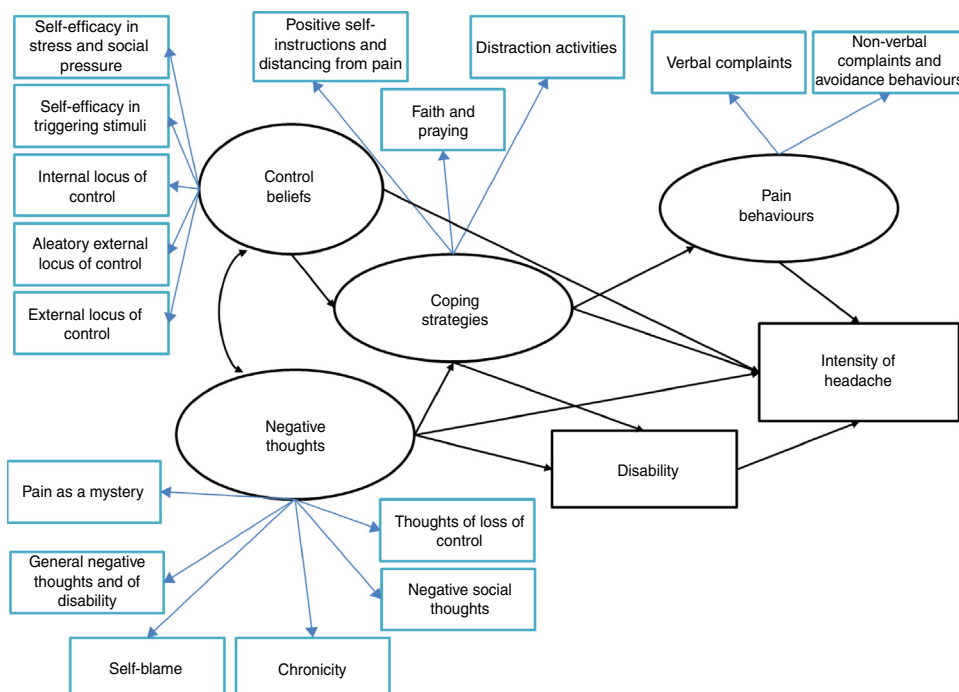 Self-efficacy in
stress and social
pressure
Positive self-
instructions and
distancing from pain
Distraction activities
Verbal complaints
Non-verbal
complaints and
avoidance behaviours
Self-efficacy in
triggering stimuli
Faith and
praying
Internal locus of
control
Control
beliefs
Pain
behaviours
Aleatory external
locus of control
External locus of
control
Coping
strategies
Intensity of
headache
Negative
thoughts
Disability
Pain as a mystery
Thoughts of loss of
control
General negative
thoughts and of
disability
Negative social
thoughts
Self-blame
Chronicity